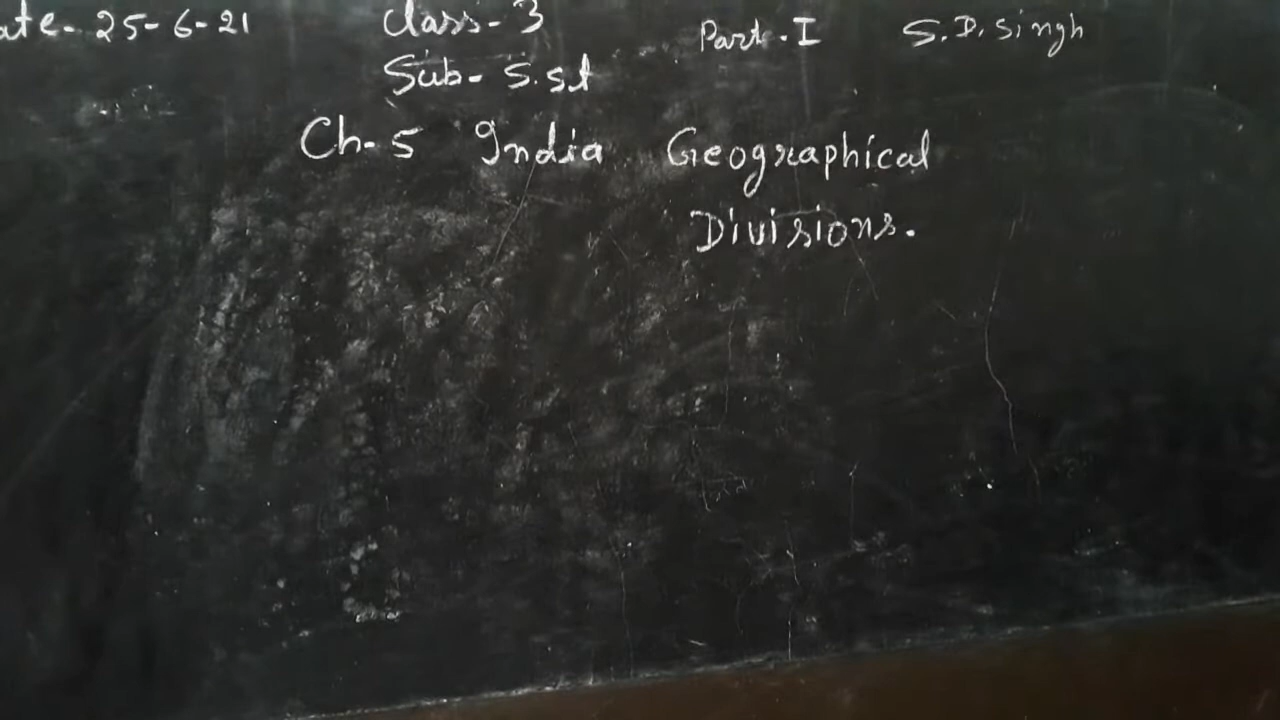 ate- 25-6-21 Class-3 Part-I S.D. Singh
Sub- S.st
Ch-5 India Geographical
Divisions.